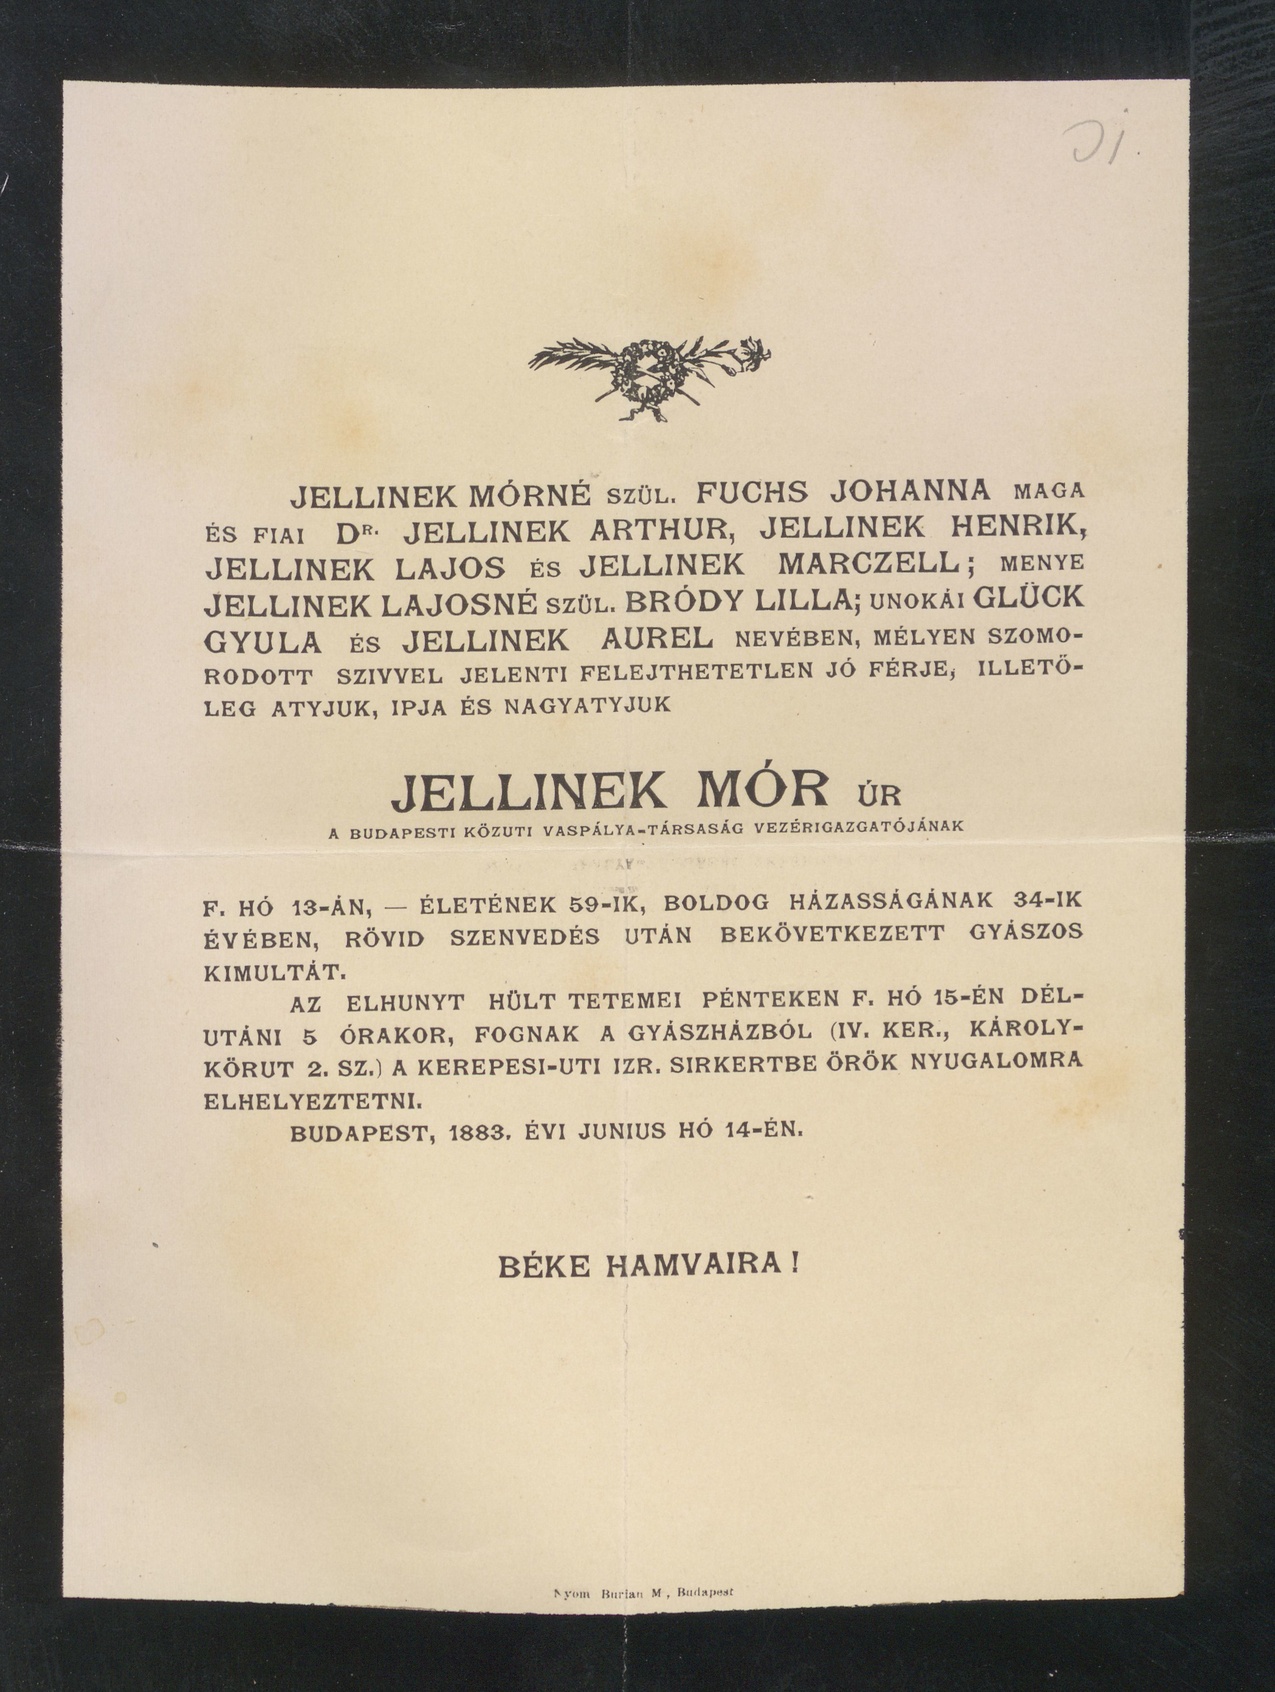 JELLINEK MÓRNÉ SZÜL. FUCHS JOHANNA MAGA
ÉS FIAI DR. JELLINEK ARTHUR, JELLINEK HENRIK,
JELLINEK LAJOS ÉS JELLINEK MARCZELL; MENYE
JELLINEK LAJOSNÉ SZÜL. BRÓDY LILLA; UNOKÁI GLÜCK
GYULA ÉS JELLINEK AUREL NEVÉBEN, MÉLYEN SZOMO-
RODOTT SZIVVEL JELENTI FELEJTHETETLEN JÓ FÉRJE, ILLETŐ-
LEG ATYJUK, IPJA ÉS NAGYATYJUK
JELLINEK MÓR ÚR
A BUDAPESTI KÖZUTI VASPÁLYA-TÁRSASÁG VEZÉRIGAZGATÓJÁNAK
F. HÓ 13-ÁN, — ÉLETÉNEK 59-IK, BOLDOG HÁZASSÁGÁNAK 34-IK
ÉVÉBEN, RÖVID SZENVEDÉS UTÁN BEKÖVETKEZETT GYÁSZOS
KIMULTÁT.
AZ ELHUNYT HÜLT TETEMEI PÉNTEKEN F. HÓ 15-ÉN DÉL-
UTÁNI 5 ÓRAKOR, FOGNAK A GYÁSZHÁZBÓL (IV. KER., KÁROLY-
KÖRUT 2. SZ.) A KEREPESI-UTI IZR. SIRKERTBE ÖRÖK NYUGALOMRA
ELHELYEZTETNI.
BUDAPEST, 1883. ÉVI JUNIUS HÓ 14-ÉN.
BÉKE HAMVAIRA !
Nyom Burian M , Budapest